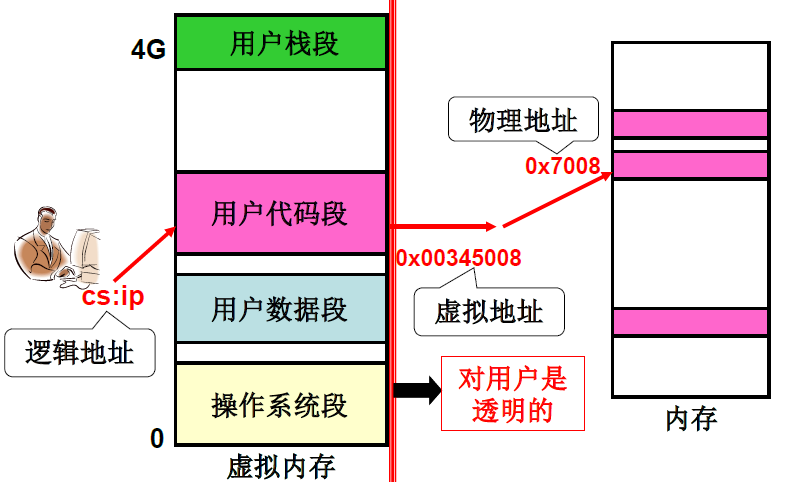 4G
用户栈段
用户代码段
用户数据段
操作系统段
0
虚拟内存
cs:ip
逻辑地址
0x00345008
虚拟地址
对用户是
透明的
物理地址
0x7008
内存